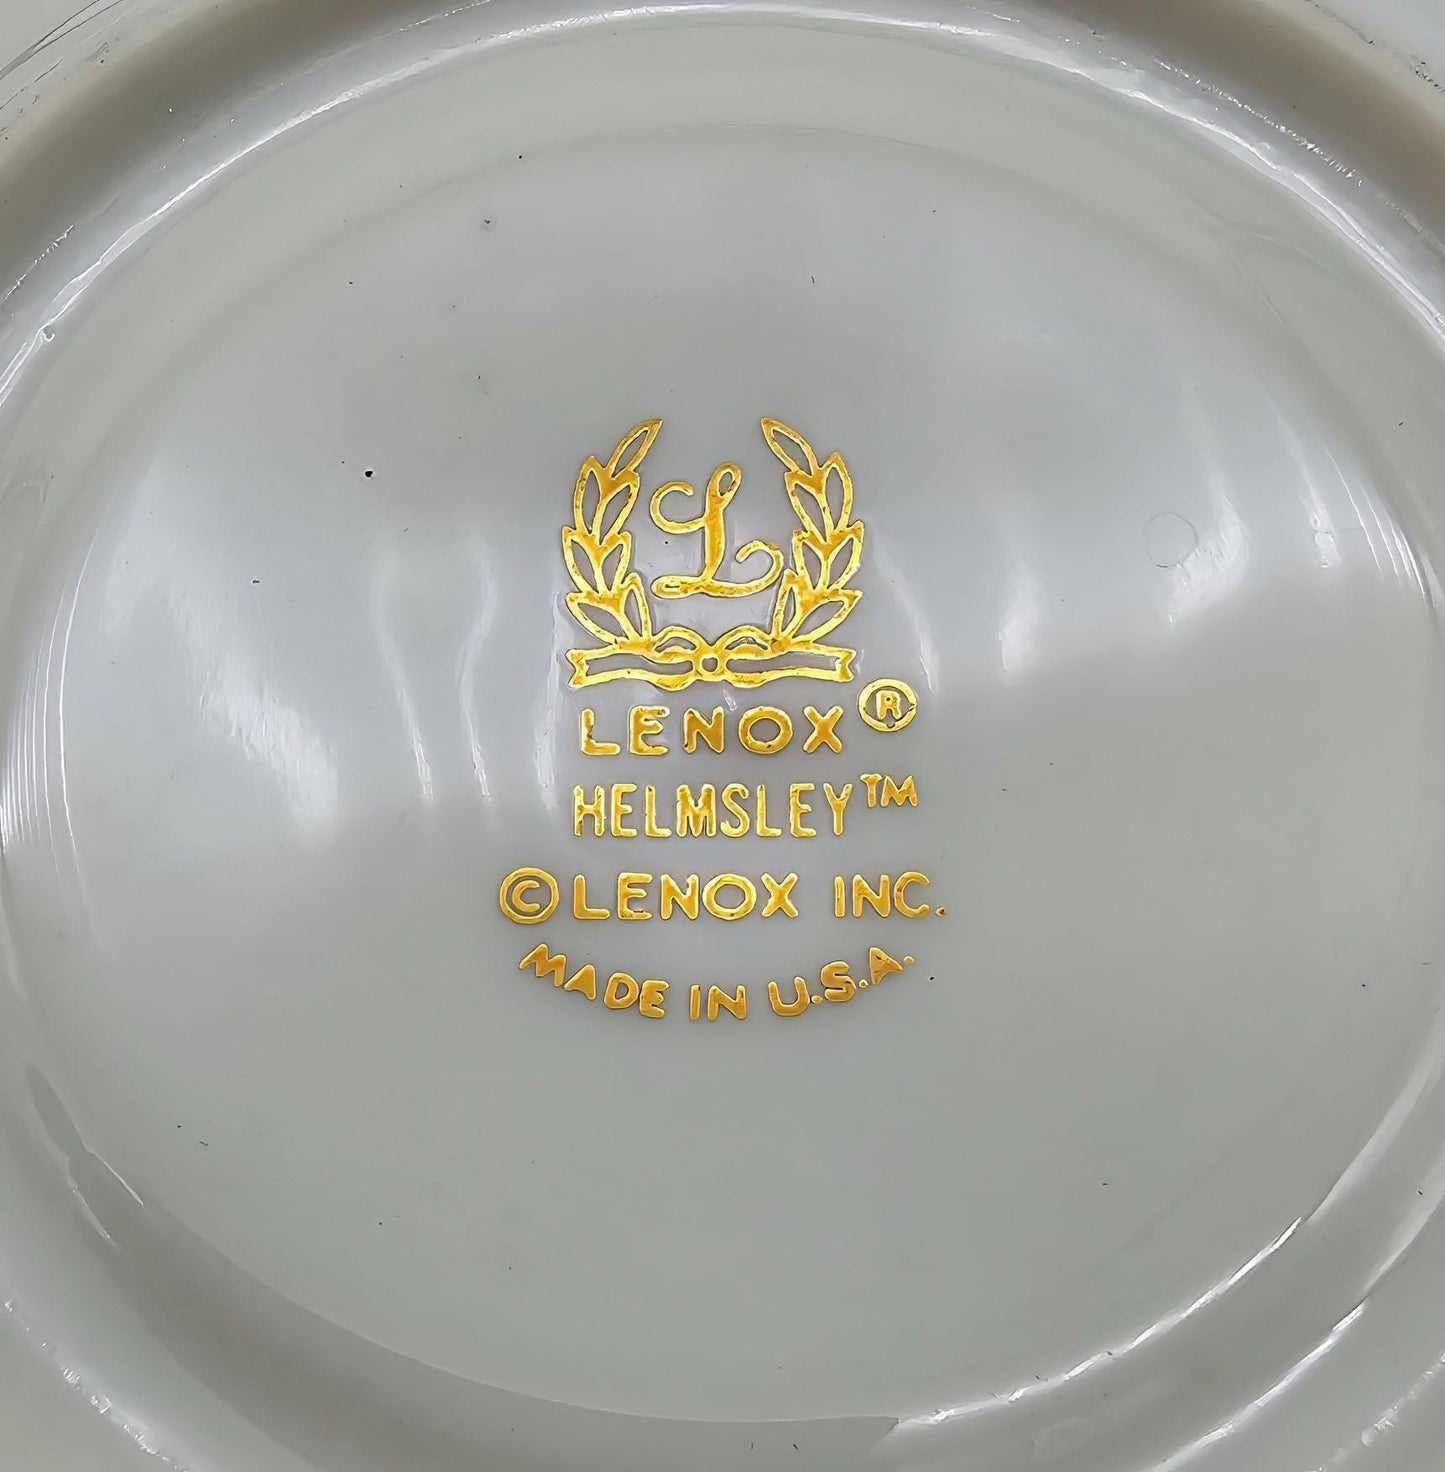 L
LENOX®
HELMSLEY™
© LENOX INC.
MADE IN U.S.A.